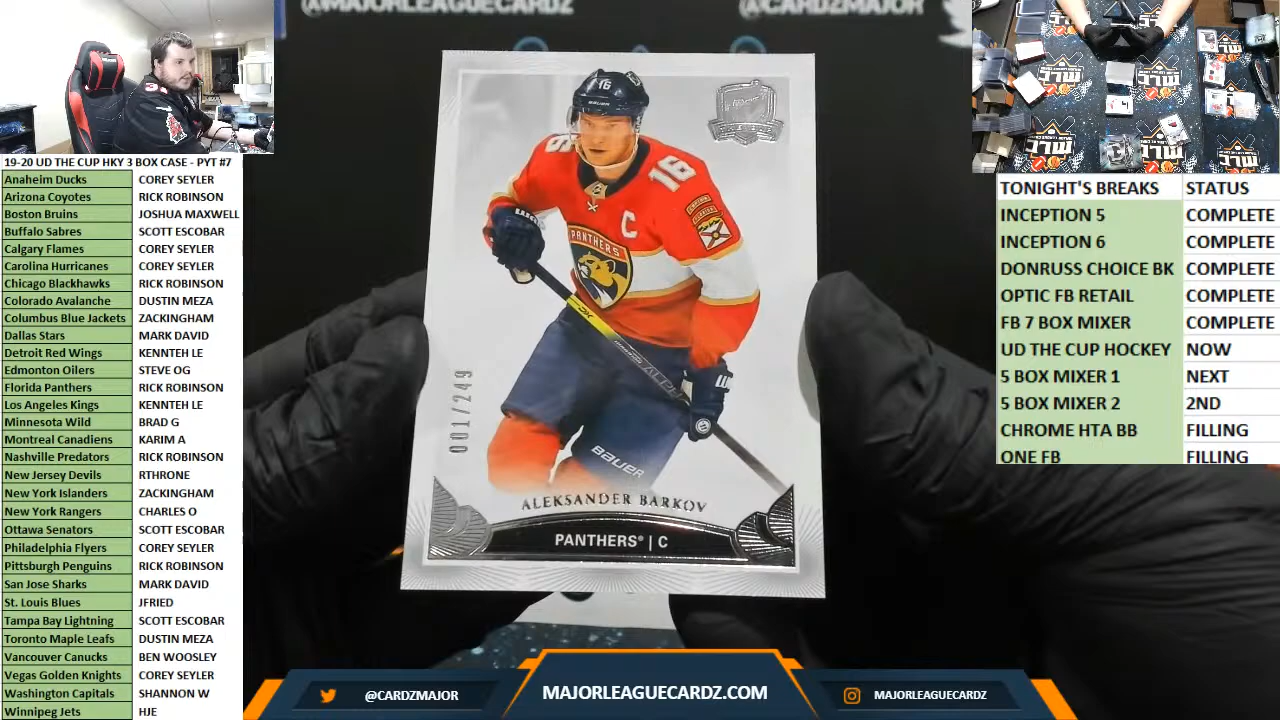 @MAJORLEAGUECARDZ
@CARDZMAJOR
19-20 UD THE CUP HKY 3 BOX CASE - PYT #7
Anaheim Ducks COREY SEYLER
Arizona Coyotes RICK ROBINSON
Boston Bruins JOSHUA MAXWELL
Buffalo Sabres SCOTT ESCOBAR
Calgary Flames COREY SEYLER
Carolina Hurricanes COREY SEYLER
Chicago Blackhawks RICK ROBINSON
Colorado Avalanche DUSTIN MEZA
Columbus Blue Jackets ZACKINGHAM
Dallas Stars MARK DAVID
Detroit Red Wings KENNTEH LE
Edmonton Oilers STEVE OG
Florida Panthers RICK ROBINSON
Los Angeles Kings KENNTEH LE
Minnesota Wild BRAD G
Montreal Canadiens KARIM A
Nashville Predators RICK ROBINSON
New Jersey Devils RTHRONE
New York Islanders ZACKINGHAM
New York Rangers CHARLES O
Ottawa Senators SCOTT ESCOBAR
Philadelphia Flyers COREY SEYLER
Pittsburgh Penguins RICK ROBINSON
San Jose Sharks MARK DAVID
St. Louis Blues JFRIED
Tampa Bay Lightning SCOTT ESCOBAR
Toronto Maple Leafs DUSTIN MEZA
Vancouver Canucks BEN WOOSLEY
Vegas Golden Knights COREY SEYLER
Washington Capitals SHANNON W
Winnipeg Jets HJE
16
16
C
PANTHERS
BAUER
001/249
ALEKSANDER BARKOV
PANTHERS® | C
TONIGHT'S BREAKS STATUS
INCEPTION 5 COMPLETE
INCEPTION 6 COMPLETE
DONRUSS CHOICE BK COMPLETE
OPTIC FB RETAIL COMPLETE
FB 7 BOX MIXER COMPLETE
UD THE CUP HOCKEY NOW
5 BOX MIXER 1 NEXT
5 BOX MIXER 2 2ND
CHROME HTA BB FILLING
ONE FB FILLING
@CARDZMAJOR
MAJORLEAGUECARDZ.COM
MAJORLEAGUECARDZ